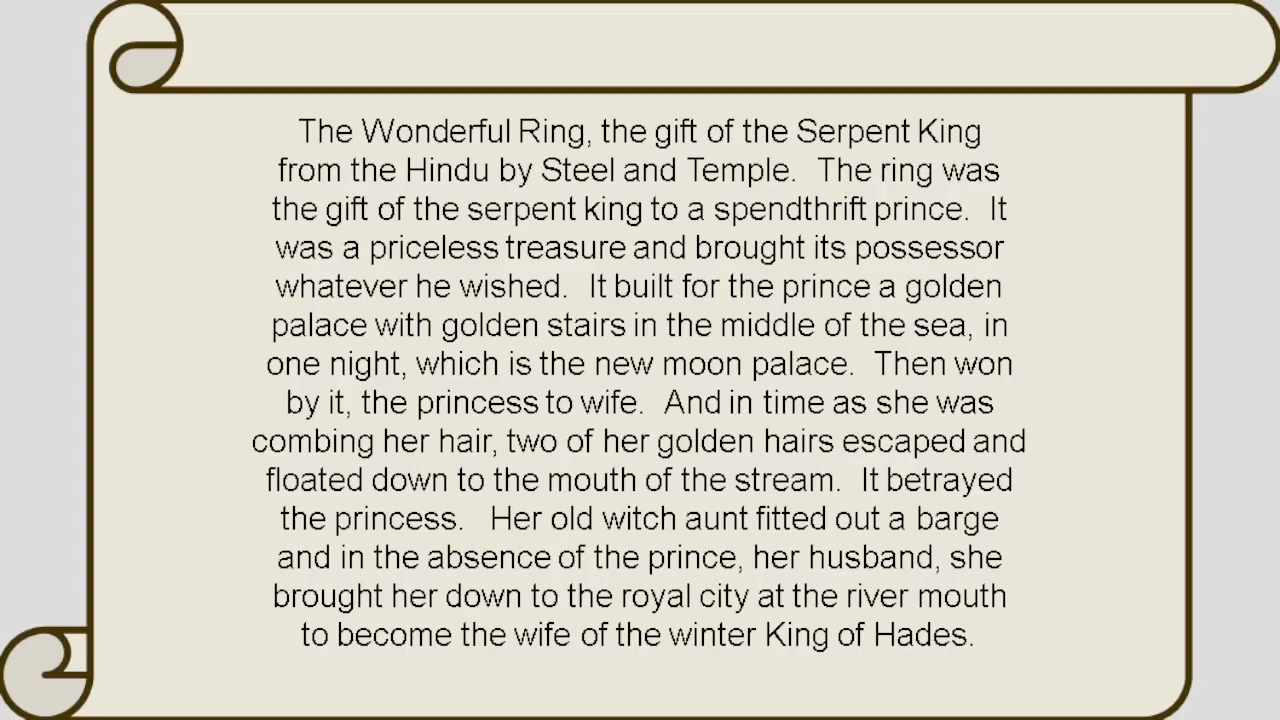 The Wonderful Ring, the gift of the Serpent King
from the Hindu by Steel and Temple.  The ring was
the gift of the serpent king to a spendthrift prince.  It
was a priceless treasure and brought its possessor
whatever he wished.  It built for the prince a golden
palace with golden stairs in the middle of the sea, in
one night, which is the new moon palace.  Then won
by it, the princess to wife.  And in time as she was
combing her hair, two of her golden hairs escaped and
floated down to the mouth of the stream.  It betrayed
the princess.   Her old witch aunt fitted out a barge
and in the absence of the prince, her husband, she
brought her down to the royal city at the river mouth
to become the wife of the winter King of Hades.